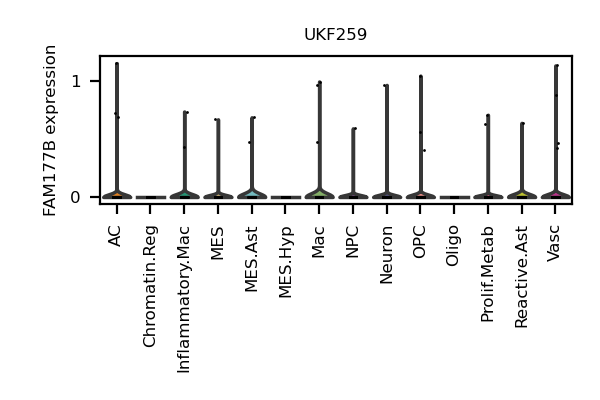 UKF259
FAM177B expression
1
0
AC
Chromatin.Reg
Inflammatory.Mac
MES
MES.Ast
MES.Hyp
Mac
NPC
Neuron
OPC
Oligo
Prolif.Metab
Reactive.Ast
Vasc